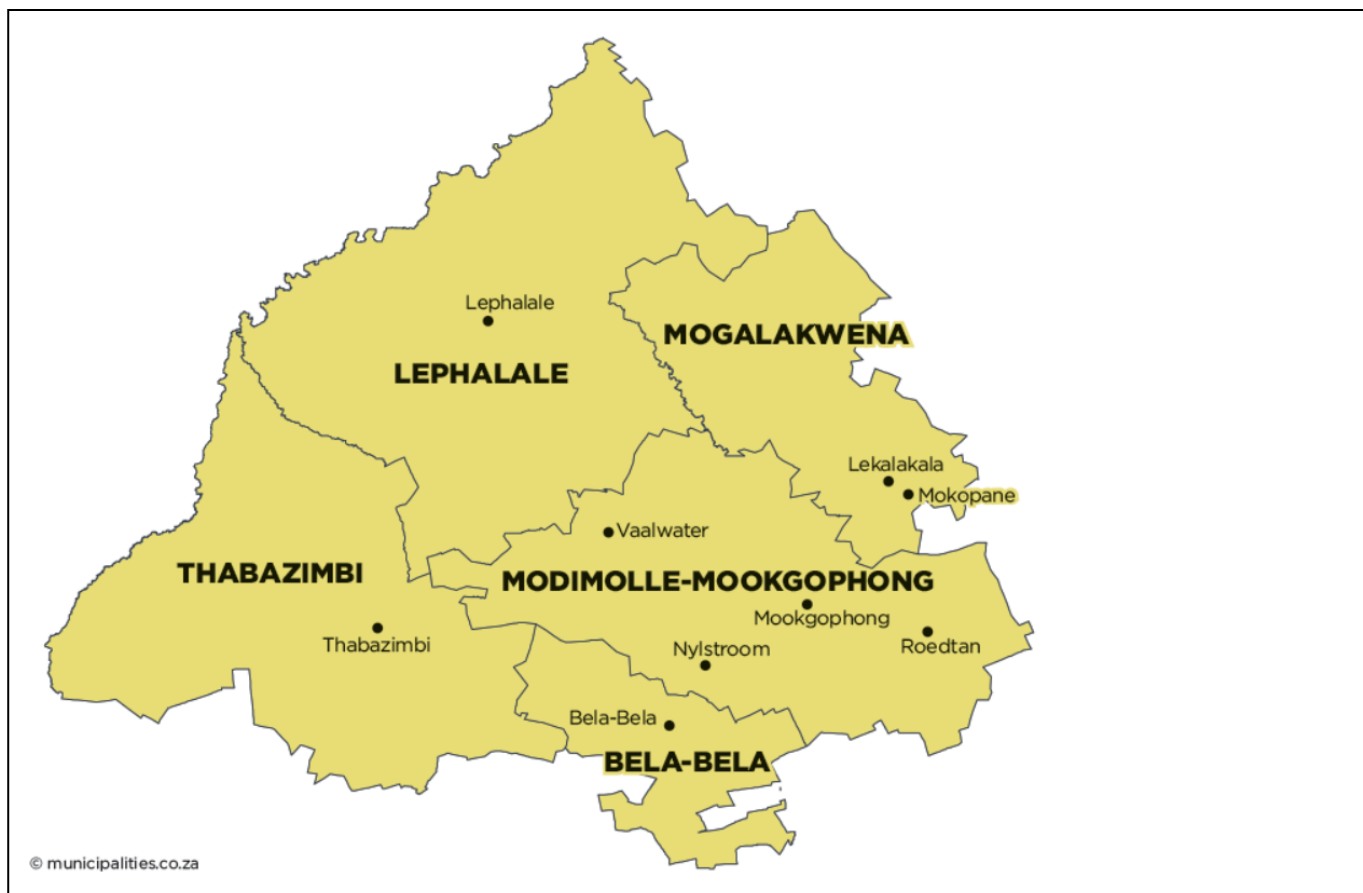 Lephalale
MOGALAKWENA
LEPHALALE
Lekalakala
Mokopane
Vaalwater
THABAZIMBI
MODIMOLLE-MOOKGOPHONG
Mookgophong
Thabazimbi
Nylstroom
Roedtan
Bela-Bela
BELA-BELA
© municipalities.co.za